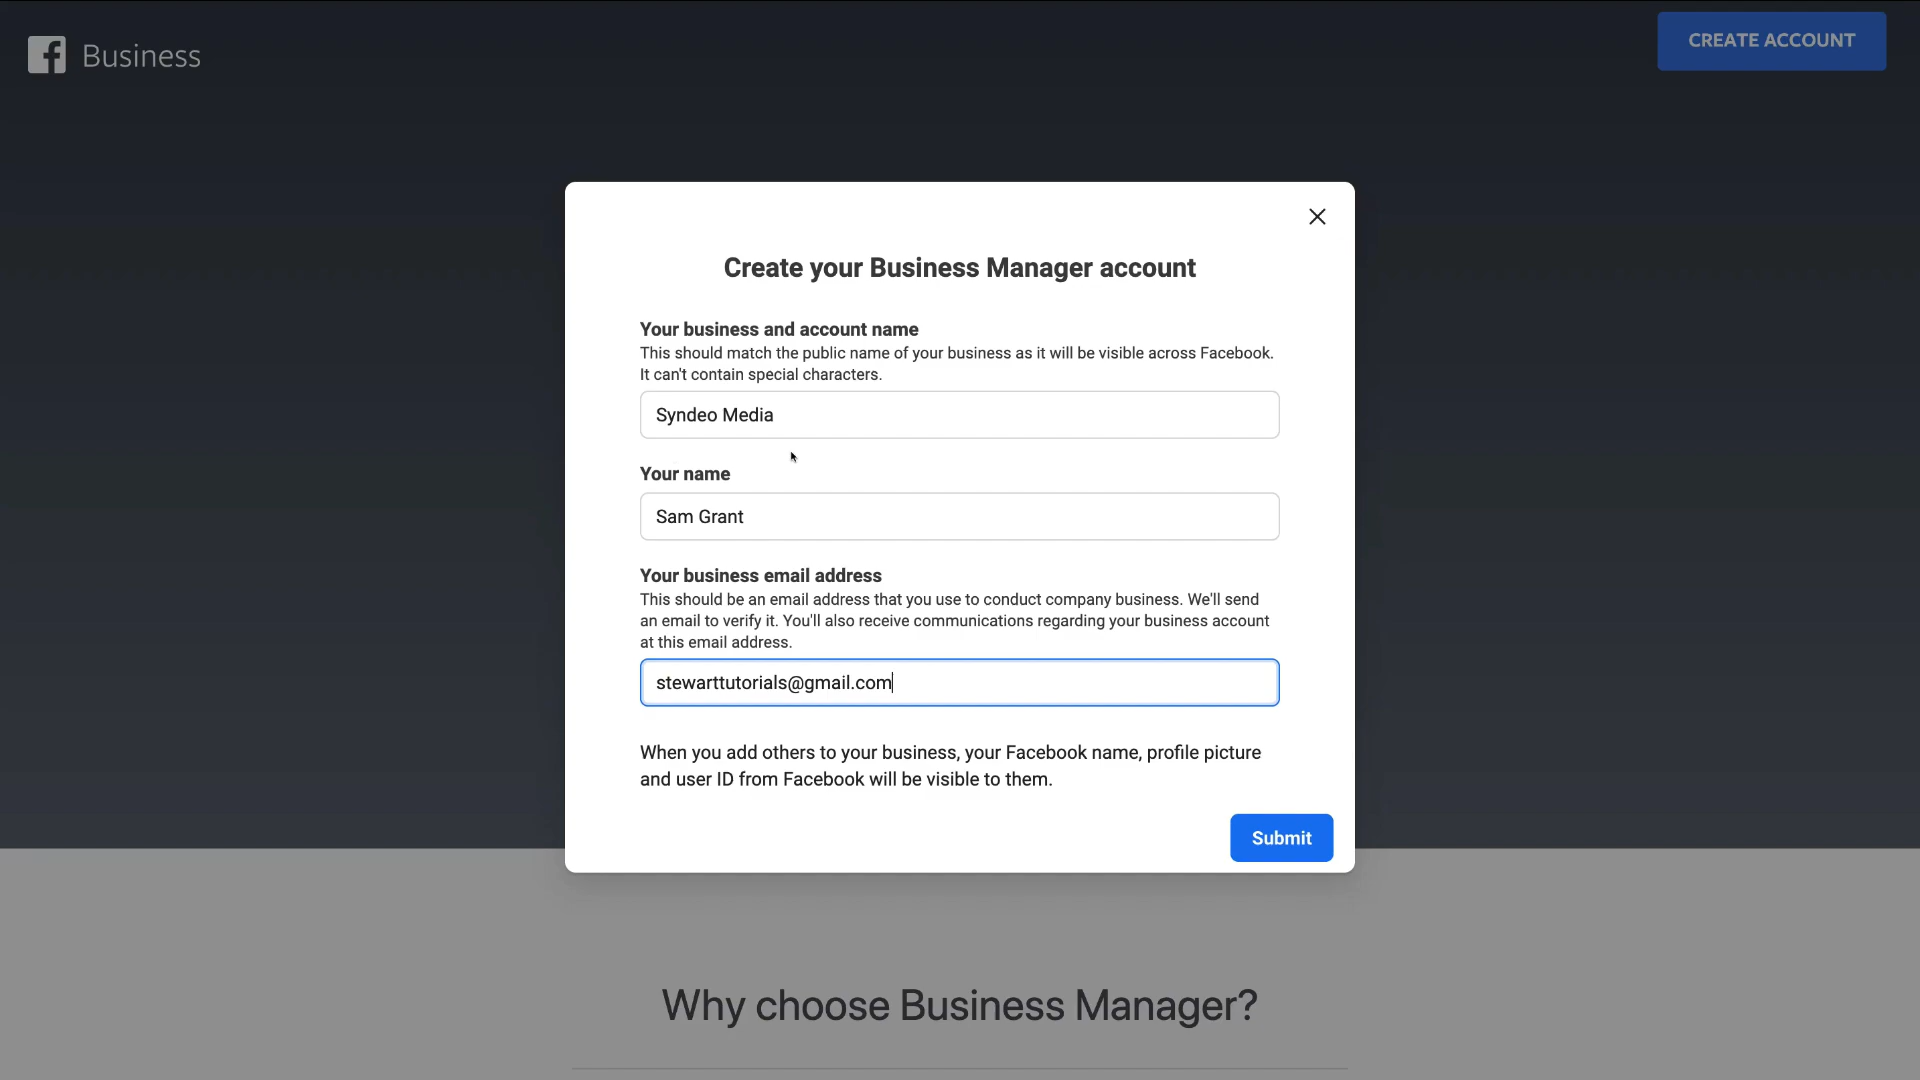 Business
CREATE ACCOUNT
Create your Business Manager account
Your business and account name
This should match the public name of your business as it will be visible across Facebook.
It can't contain special characters.
Syndeo Media
Your name
Sam Grant
Your business email address
This should be an email address that you use to conduct company business. We'll send
an email to verify it. You'll also receive communications regarding your business account
at this email address.
stewarttutorials@gmail.com
When you add others to your business, your Facebook name, profile picture
and user ID from Facebook will be visible to them.
Submit
Why choose Business Manager?